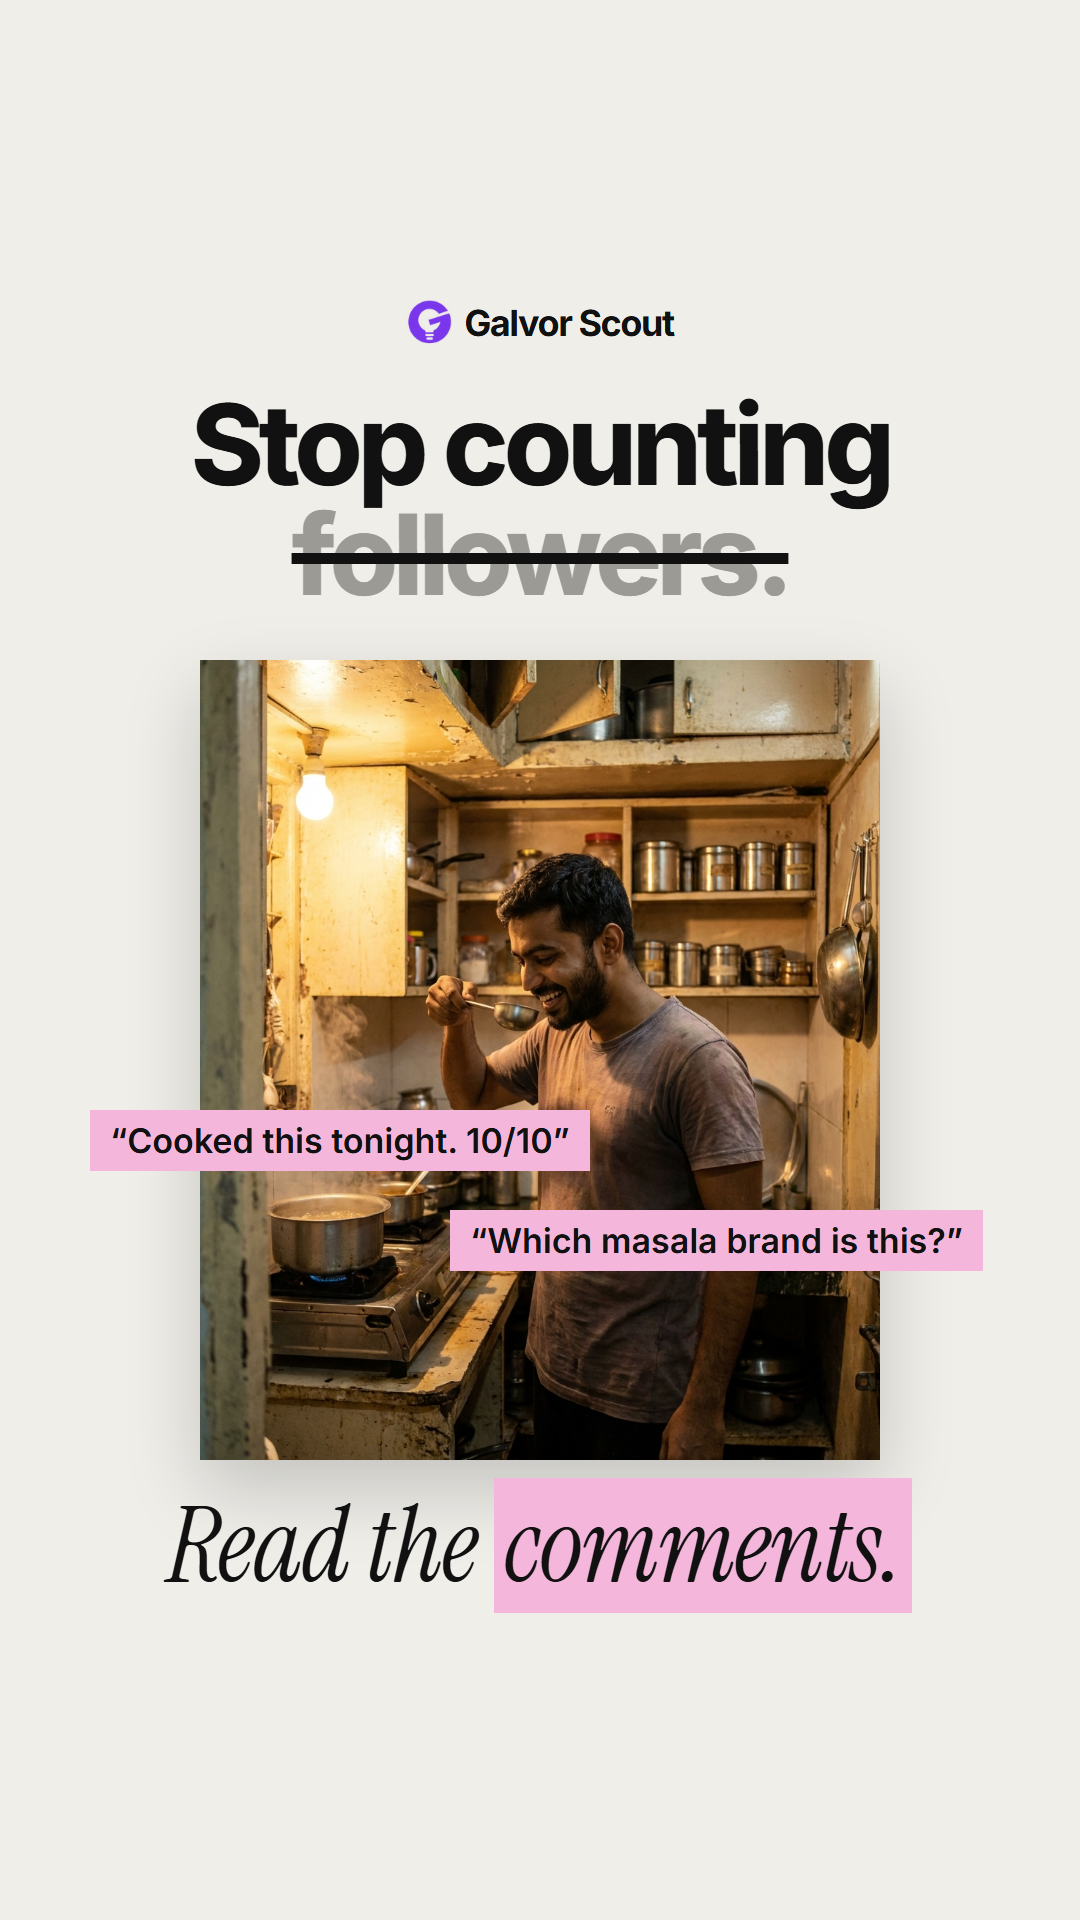 Galvor Scout
Stop counting
followers.
“Cooked this tonight. 10/10”
“Which masala brand is this?”
Read the comments.